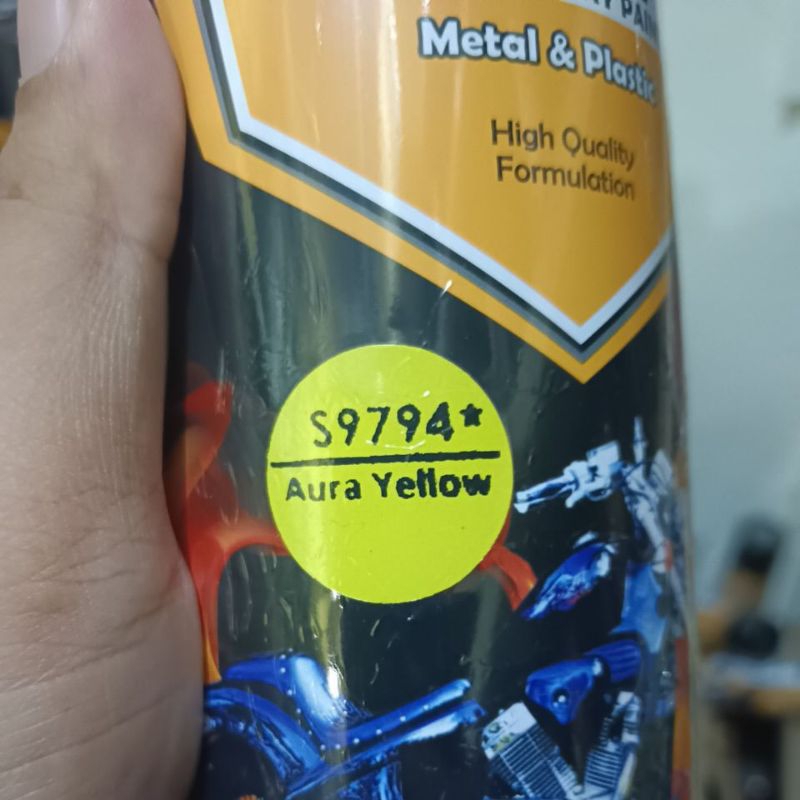 Metal & Plastic
High Quality
Formulation
S9794*
Aura Yellow